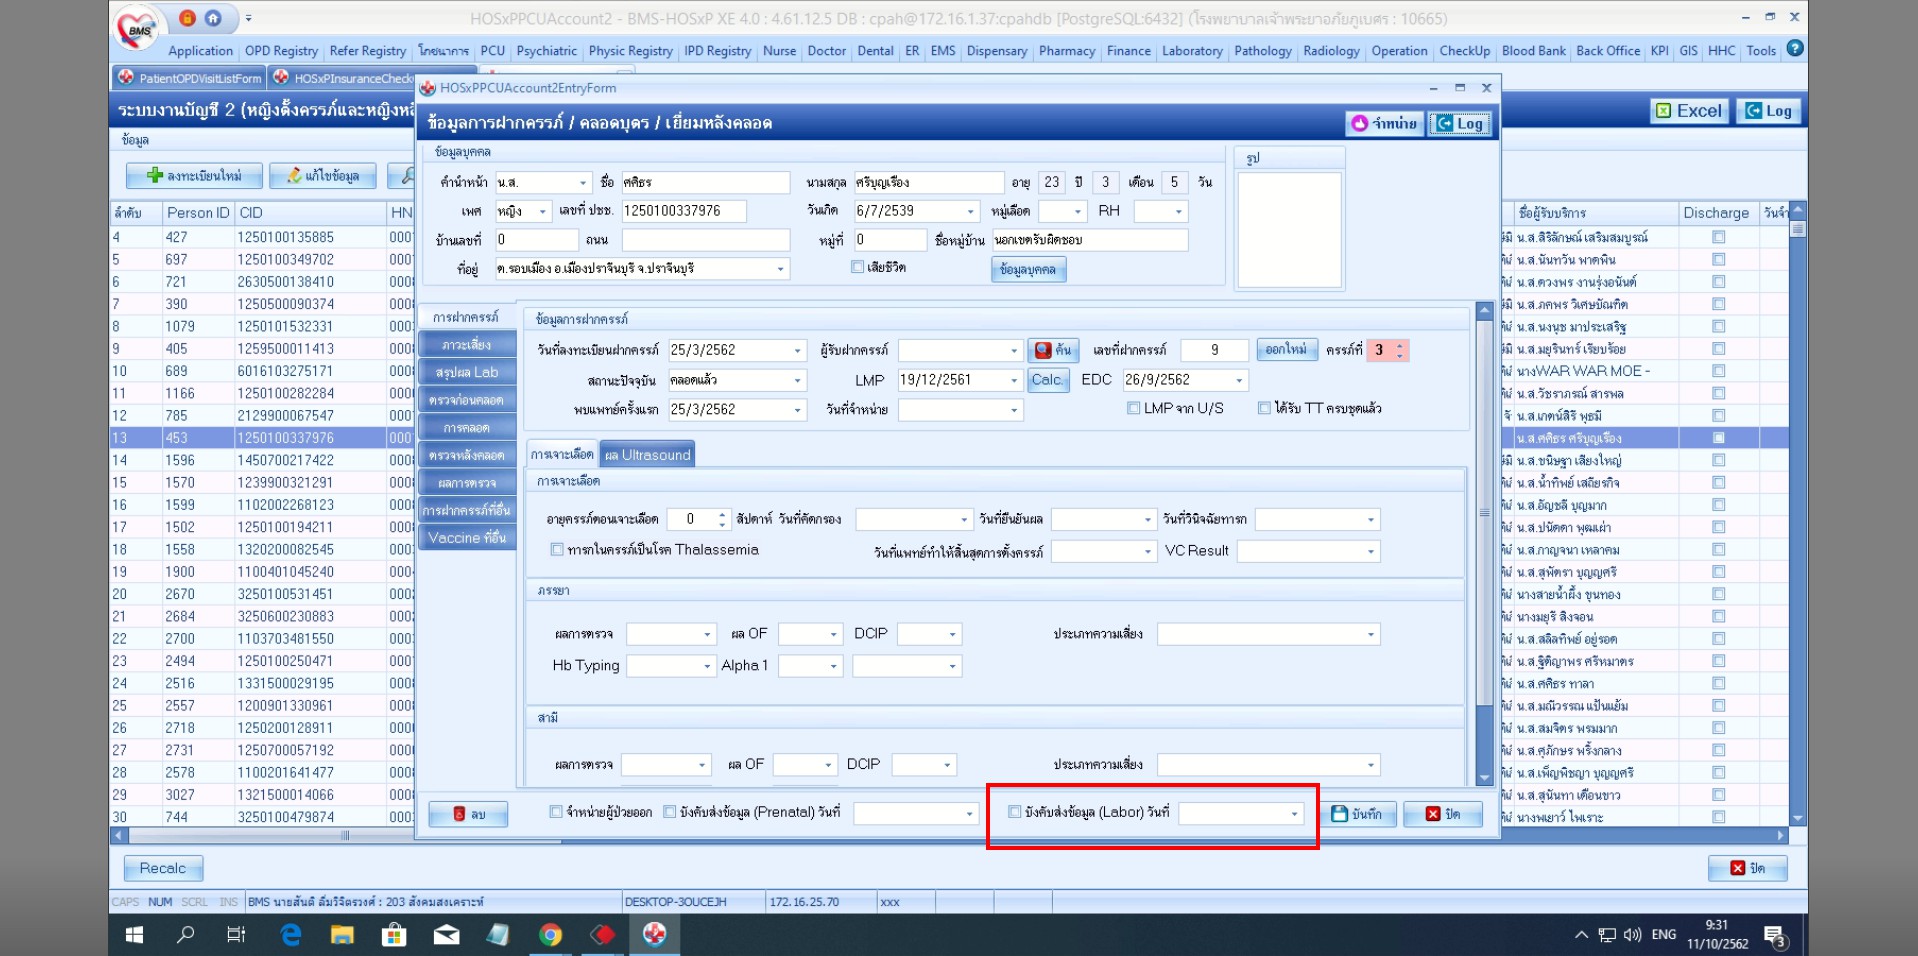 BMS
HOSxPPCUAccount2 - BMS-HOSxP XE 4.0 : 4.61.12.5 DB : cpah@172.16.1.37:cpahdb [PostgreSQL:6432] (โรงพยาบาลเจ้าพระยาอภัยภูเบศร : 10665)
Application OPD Registry Refer Registry โภชนาการ PCU Psychiatric Physic Registry IPD Registry Nurse Doctor Dental ER EMS Dispensary Pharmacy Finance Laboratory Pathology Radiology Operation CheckUp Blood Bank Back Office KPI GIS HHC Tools
PatientOPDVisitListForm HOSxPInsuranceCheck
ระบบงานบัญชี 2 (หญิงตั้งครรภ์และหญิงหลั
Excel Log
ข้อมูล
ลงทะเบียนใหม่ แก้ไขข้อมูล
HOSxPPCUAccount2EntryForm
ข้อมูลการฝากครรภ์ / คลอดบุตร / เยี่ยมหลังคลอด
จำหน่าย Log
ข้อมูลบุคคล รูป
คำนำหน้า น.ส. ชื่อ ศศิธร นามสกุล ศรีบุญเรือง อายุ 23 ปี 3 เดือน 5 วัน
เพศ หญิง เลขที่ ปชช. 1250100337976 วันเกิด 6/7/2539 หมู่เลือด RH
บ้านเลขที่ 0 ถนน หมู่ที่ 0 ชื่อหมู่บ้าน นอกเขตรับผิดชอบ
ที่อยู่ ต.รอบเมือง อ.เมืองปราจีนบุรี จ.ปราจีนบุรี เสียชีวิต ข้อมูลบุคคล
การฝากครรภ์
ภาวะเสี่ยง
สรุปผล Lab
ตรวจก่อนคลอด
การคลอด
ตรวจหลังคลอด
ผลการตรวจ
การฝากครรภ์ที่อื่น
Vaccine ที่อื่น
ข้อมูลการฝากครรภ์
วันที่ลงทะเบียนฝากครรภ์ 25/3/2562 ผู้รับฝากครรภ์ ค้น เลขที่ฝากครรภ์ 9 ออกใหม่ ครรภ์ที่ 3
สถานะปัจจุบัน คลอดแล้ว LMP 19/12/2561 Calc. EDC 26/9/2562
พบแพทย์ครั้งแรก 25/3/2562 วันที่จำหน่าย LMP จาก U/S ได้รับ TT ครบชุดแล้ว
การเจาะเลือด ผล Ultrasound
การเจาะเลือด
อายุครรภ์ตอนเจาะเลือด 0 สัปดาห์ วันที่คัดกรอง วันที่ยืนยันผล วันที่วินิจฉัยทารก
ทารกในครรภ์เป็นโรค Thalassemia วันที่แพทย์ทำให้สิ้นสุดการตั้งครรภ์ VC Result
ภรรยา
ผลการตรวจ ผล OF DCIP ประเภทความเสี่ยง
Hb Typing Alpha 1
สามี
ผลการตรวจ ผล OF DCIP ประเภทความเสี่ยง
ลบ จำหน่ายผู้ป่วยออก บังคับส่งข้อมูล (Prenatal) วันที่ บังคับส่งข้อมูล (Labor) วันที่ บันทึก ปิด
ลำดับ Person ID CID HN ชื่อผู้รับบริการ Discharge วันจำ
4 427 1250100135885 000 น.ส.สิริลักษณ์ เสริมสมบูรณ์
5 697 1250100349702 000 น.ส.นันทวัน พาตพิน
6 721 2630500138410 000 น.ส.ดวงพร งานรุ่งอนันต์
7 390 1250500090374 000 น.ส.ภคพร วิเศษบัณฑิต
8 1079 1250101532331 000 น.ส.นงนุช มาประเสริฐ
9 405 1259500011413 000 น.ส.มยุรินทร์ เรียบร้อย
10 689 6016103275171 000 นางWAR WAR MOE -
11 1166 1250100282284 000 น.ส.วัชราภรณ์ สารพล
12 785 2129900067547 000 น.ส.เกตน์สิรี พุธมี
13 453 1250100337976 000 น.ส.ศศิธร ศรีบุญเรือง
14 1596 1450700217422 000 น.ส.ขนิษฐา เสียงใหญ่
15 1570 1239900321291 000 น.ส.น้ำทิพย์ เสถียรกิจ
16 1599 1102002268123 000 น.ส.อัญชลี บุญมาก
17 1502 1250100194211 000 น.ส.ปนัดดา พุฒเผ่า
18 1558 1320200082545 000 น.ส.กาญจนา เหลาคม
19 1900 1100401045240 000 น.ส.สุพัตรา บุญญศรี
20 2670 3250100531451 000 นางสายน้ำผึ้ง ขุนทอง
21 2684 3250600230883 000 นางมยุรี สิงจอน
22 2700 1103703481550 000 น.ส.สลิลทิพย์ อยู่รอด
23 2494 1250100250471 000 น.ส.ฐิติญาพร ศรีหมาตร
24 2516 1331500029195 000 น.ส.ศศิธร ทาลา
25 2557 1200901330961 000 น.ส.มณีวรรณ แป้นแย้ม
26 2718 1250200128911 000 น.ส.สมจิตร พรมมาก
27 2731 1250700057192 000 น.ส.ศุภักษร พริ้งกลาง
28 2578 1100201641477 000 น.ส.เพ็ญพิชญา บุญญศรี
29 3027 1321500014066 000 น.ส.สุนันทา เดือนขาว
30 744 3250100479874 000 นางพเยาว์ ไพเราะ
Recalc ปิด
CAPS NUM SCRL INS BMS นายสันติ ลิ่มวิจิตรวงศ์ : 203 สังคมสงเคราะห์ DESKTOP-3OUCEJH 172.16.25.70 xxx
ENG 9:31
11/10/2562 3